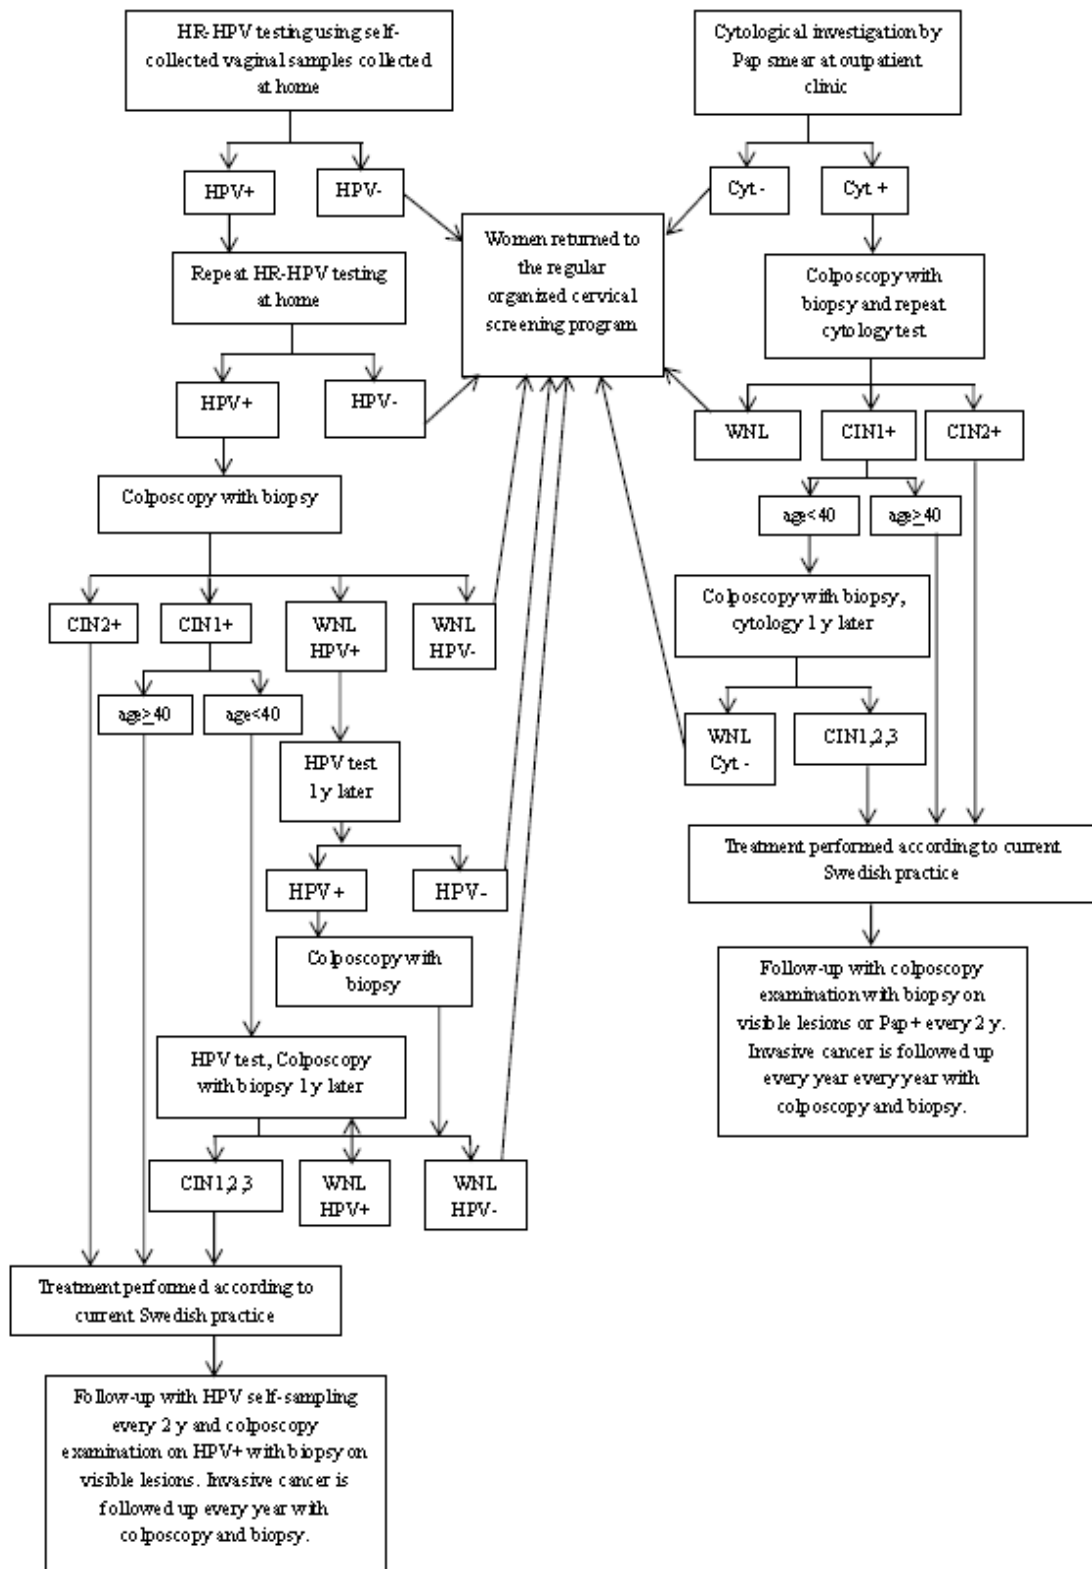 HR-HPV testing using self-
collected vaginal samples collected
at home
Cytological investigation by
Pap smear at outpatient
clinic
HPV+
HPV-
Cyt -
Cyt +
Women returned to
the regular
organized cervical
screening program
Repeat HR-HPV testing
at home
Colposcopy with
biopsy and repeat
cytology test
HPV+
HPV-
WNL
CIN1+
CIN2+
Colposcopy with biopsy
age<40
age≥40
CIN2+
CIN1+
WNL
HPV+
WNL
HPV-
Colposcopy with biopsy,
cytology 1 y later
age≥40
age<40
WNL
Cyt -
CIN1,2,3
HPV test
1 y later
Treatment performed according to current
Swedish practice
HPV +
HPV-
Colposcopy with
biopsy
Follow-up with colposcopy
examination with biopsy on
visible lesions or Pap+ every 2 y.
Invasive cancer is followed up
every year every year with
colposcopy and biopsy.
HPV test, Colposcopy
with biopsy 1 y later
CIN1,2,3
WNL
HPV+
WNL
HPV-
Treatment performed according to
current Swedish practice
Follow-up with HPV self-sampling
every 2 y and colposcopy
examination on HPV+ with biopsy on
visible lesions. Invasive cancer is
followed up every year with
colposcopy and biopsy.